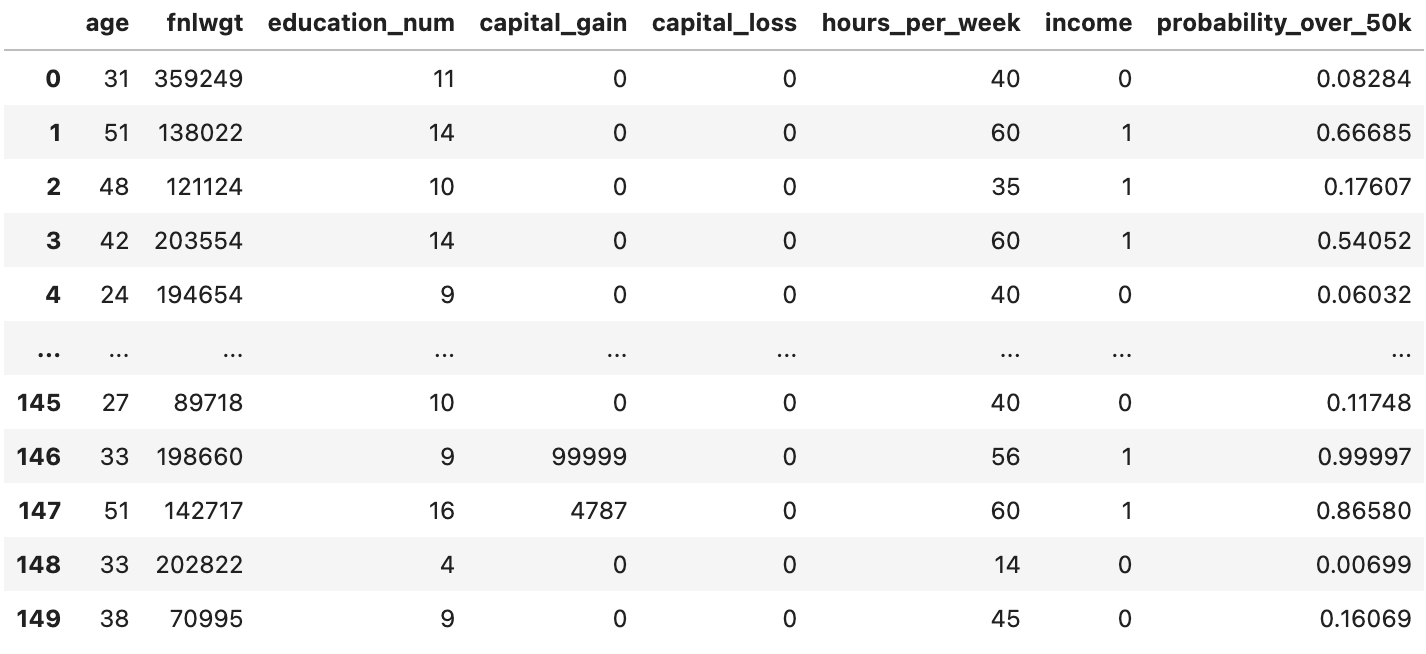 age fnlwgt education_num capital_gain capital_loss hours_per_week income probability_over_50k
0 31 359249 11 0 0 40 0 0.08284
1 51 138022 14 0 0 60 1 0.66685
2 48 121124 10 0 0 35 1 0.17607
3 42 203554 14 0 0 60 1 0.54052
4 24 194654 9 0 0 40 0 0.06032
... ... ... ... ... ... ... ... ...
145 27 89718 10 0 0 40 0 0.11748
146 33 198660 9 99999 0 56 1 0.99997
147 51 142717 16 4787 0 60 1 0.86580
148 33 202822 4 0 0 14 0 0.00699
149 38 70995 9 0 0 45 0 0.16069